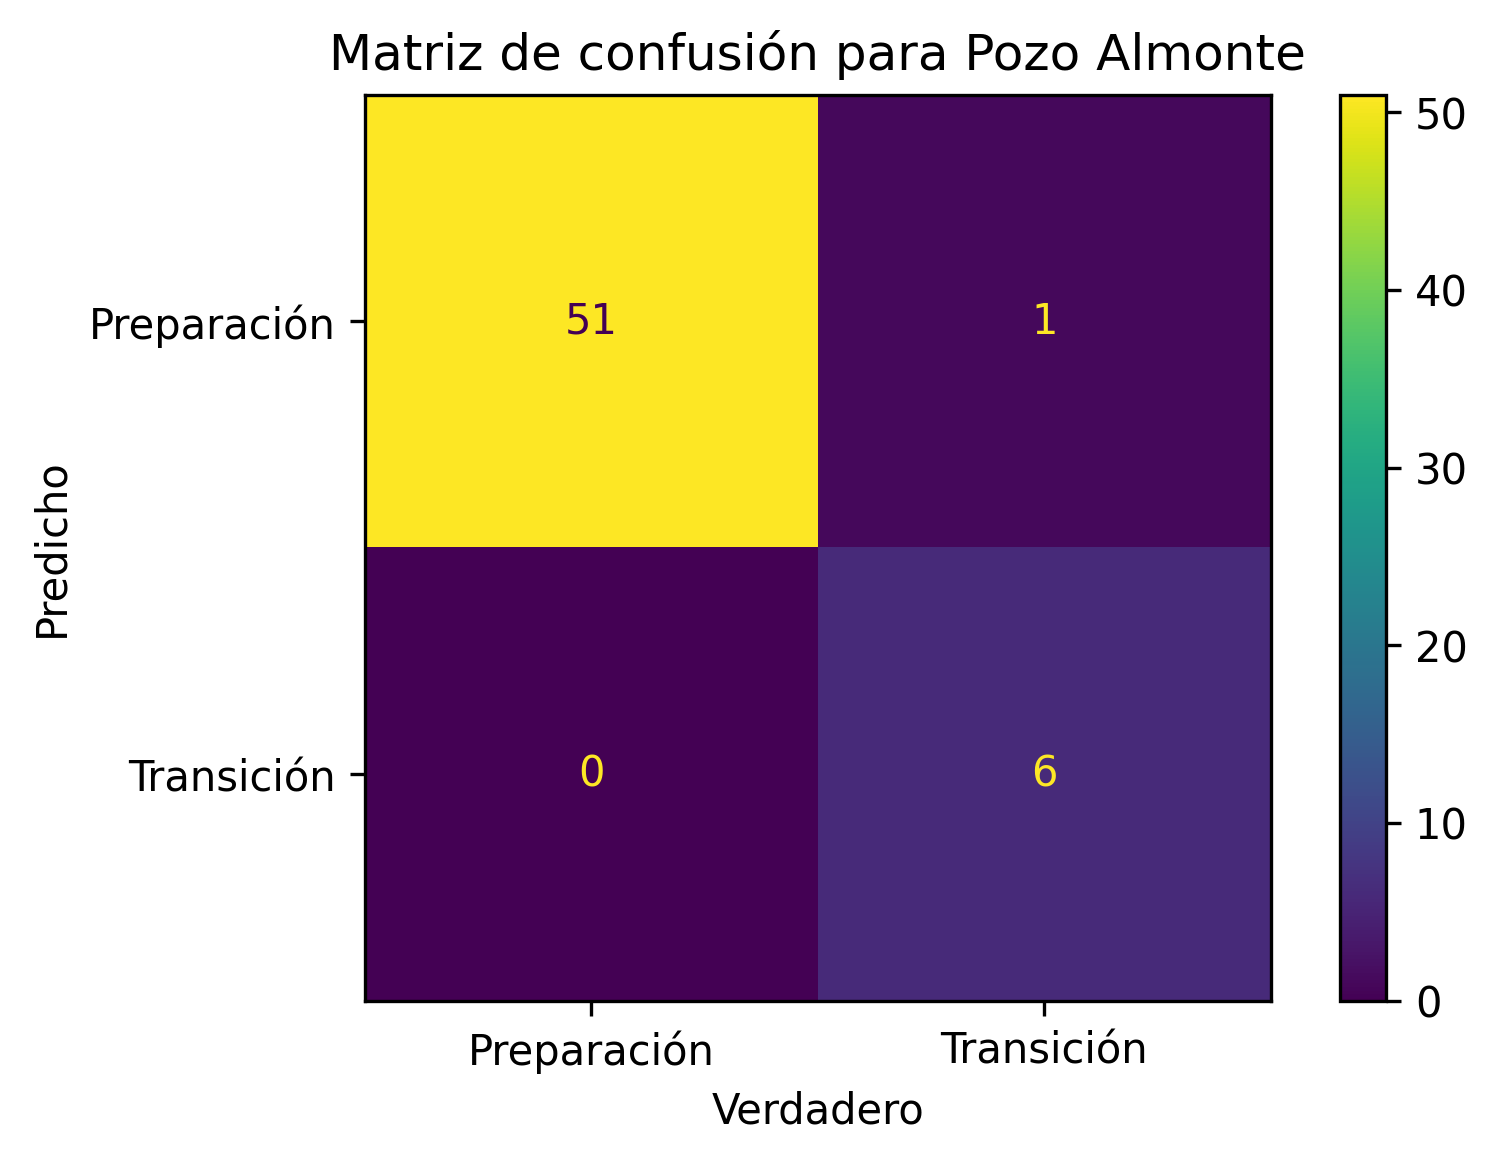 Matriz de confusión para Pozo Almonte
50
40
30
20
10
0
Predicho
Preparación
51
1
Transición
0
6
Preparación
Transición
Verdadero